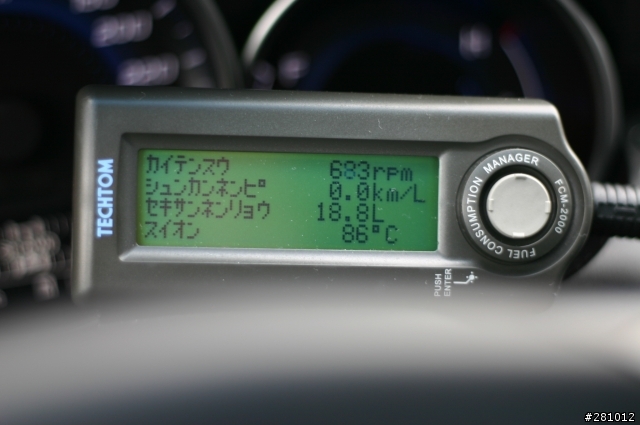 カイテンスウ 683rpm
シュンカンネンピ 0.0km/L
セキサンネンリョウ 18.8L
スイオン 86°C
TECHTOM
FUEL CONSUMPTION MANAGER FCM-2000
PUSH
ENTER
#281012